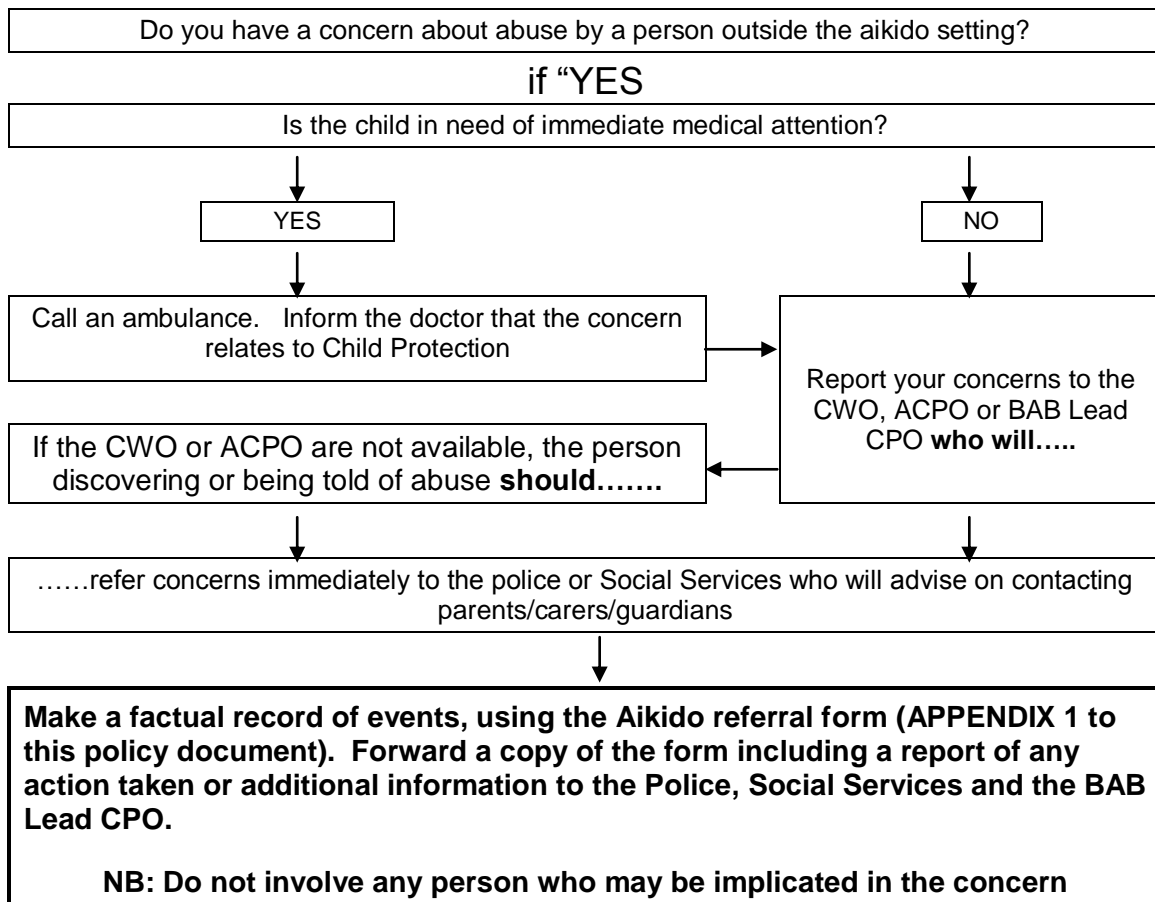 Do you have a concern about abuse by a person outside the aikido setting?
if “YES
Is the child in need of immediate medical attention?
YES
NO
Call an ambulance.   Inform the doctor that the concern
relates to Child Protection
Report your concerns to the
CWO, ACPO or BAB Lead
CPO who will…..
If the CWO or ACPO are not available, the person
discovering or being told of abuse should…….
……refer concerns immediately to the police or Social Services who will advise on contacting
parents/carers/guardians
Make a factual record of events, using the Aikido referral form (APPENDIX 1 to
this policy document).  Forward a copy of the form including a report of any
action taken or additional information to the Police, Social Services and the BAB
Lead CPO.
NB: Do not involve any person who may be implicated in the concern